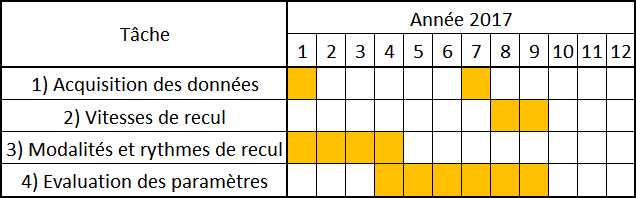 Tâche
Année 2017
1 2 3 4 5 6 7 8 9 10 11 12
1) Acquisition des données
2) Vitesses de recul
3) Modalités et rythmes de recul
4) Evaluation des paramètres